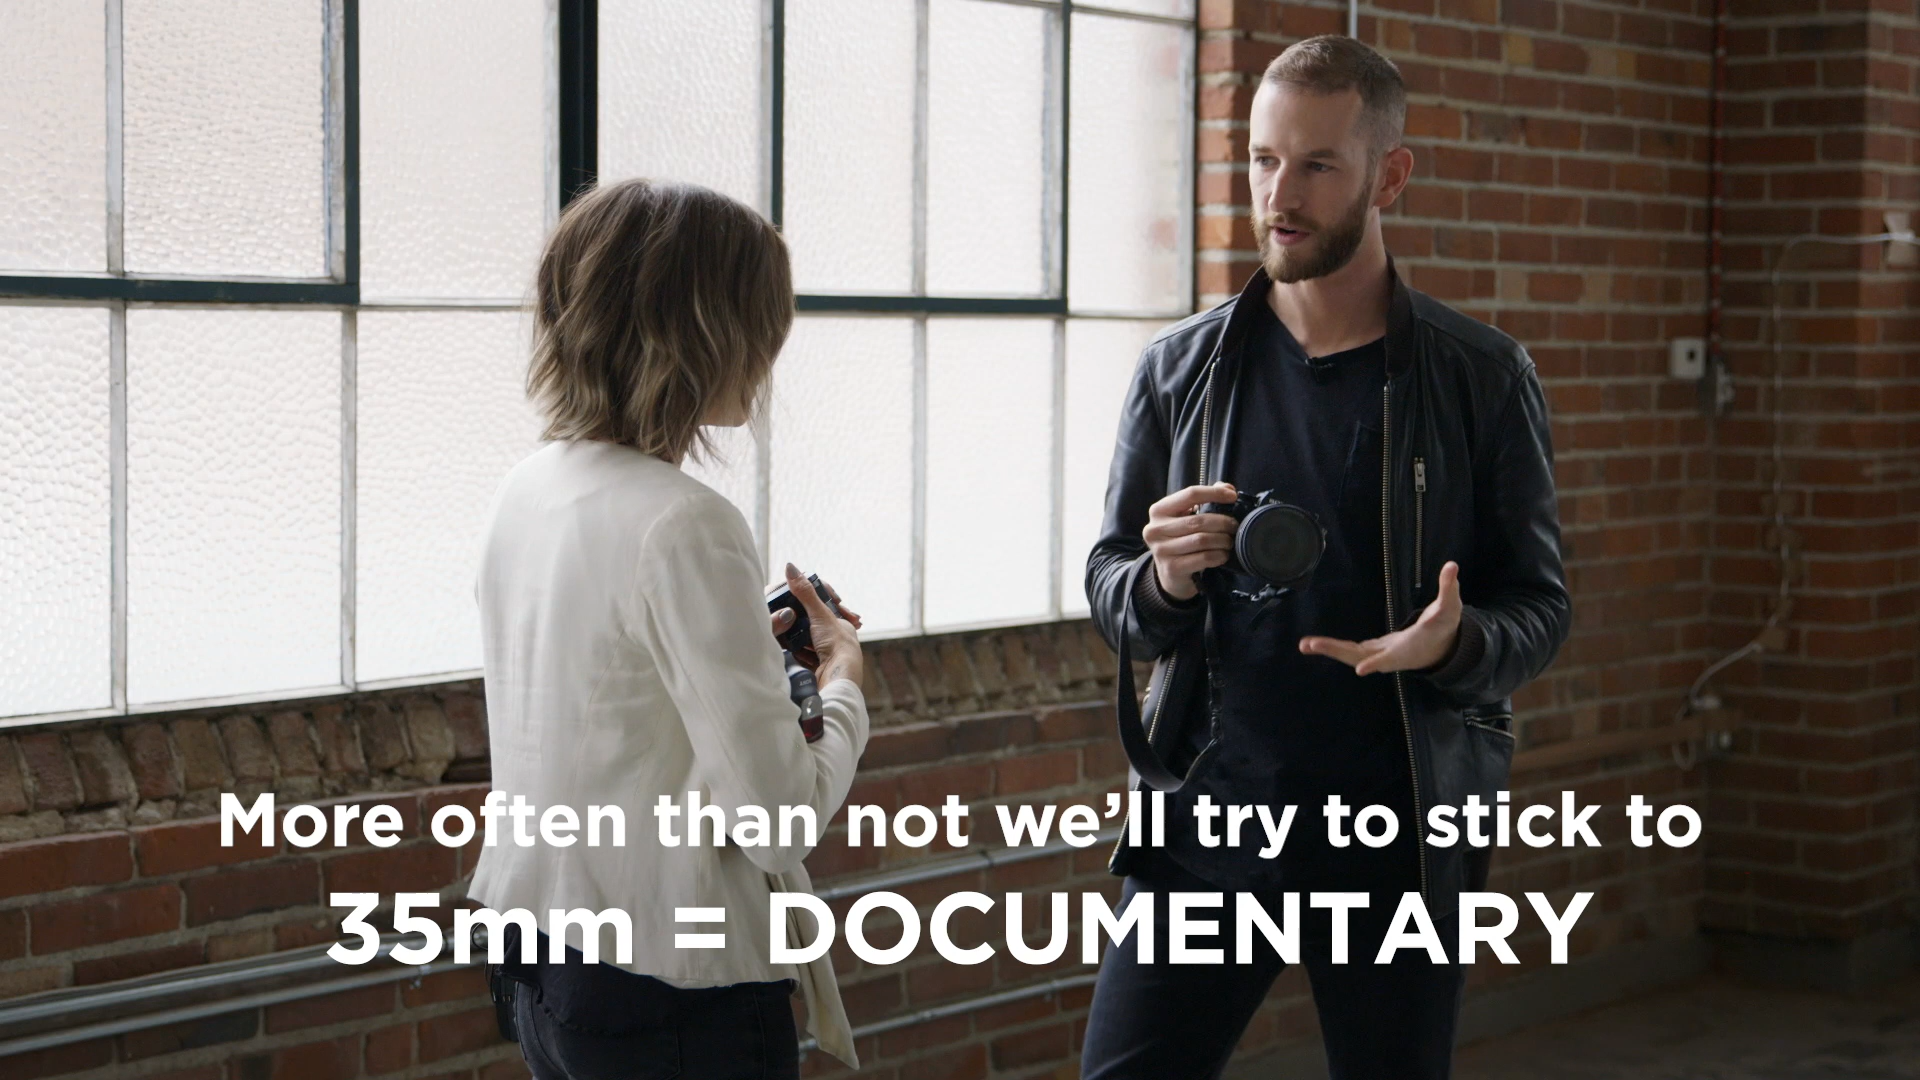 More often than not we’ll try to stick to
35mm = DOCUMENTARY